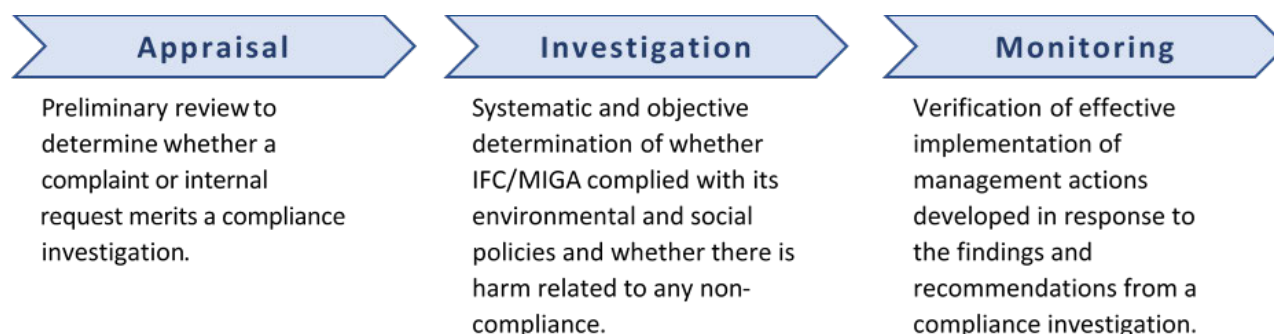 Appraisal
Preliminary review to
determine whether a
complaint or internal
request merits a compliance
investigation.
Investigation
Systematic and objective
determination of whether
IFC/MIGA complied with its
environmental and social
policies and whether there is
harm related to any non-
compliance.
Monitoring
Verification of effective
implementation of
management actions
developed in response to
the findings and
recommendations from a
compliance investigation.